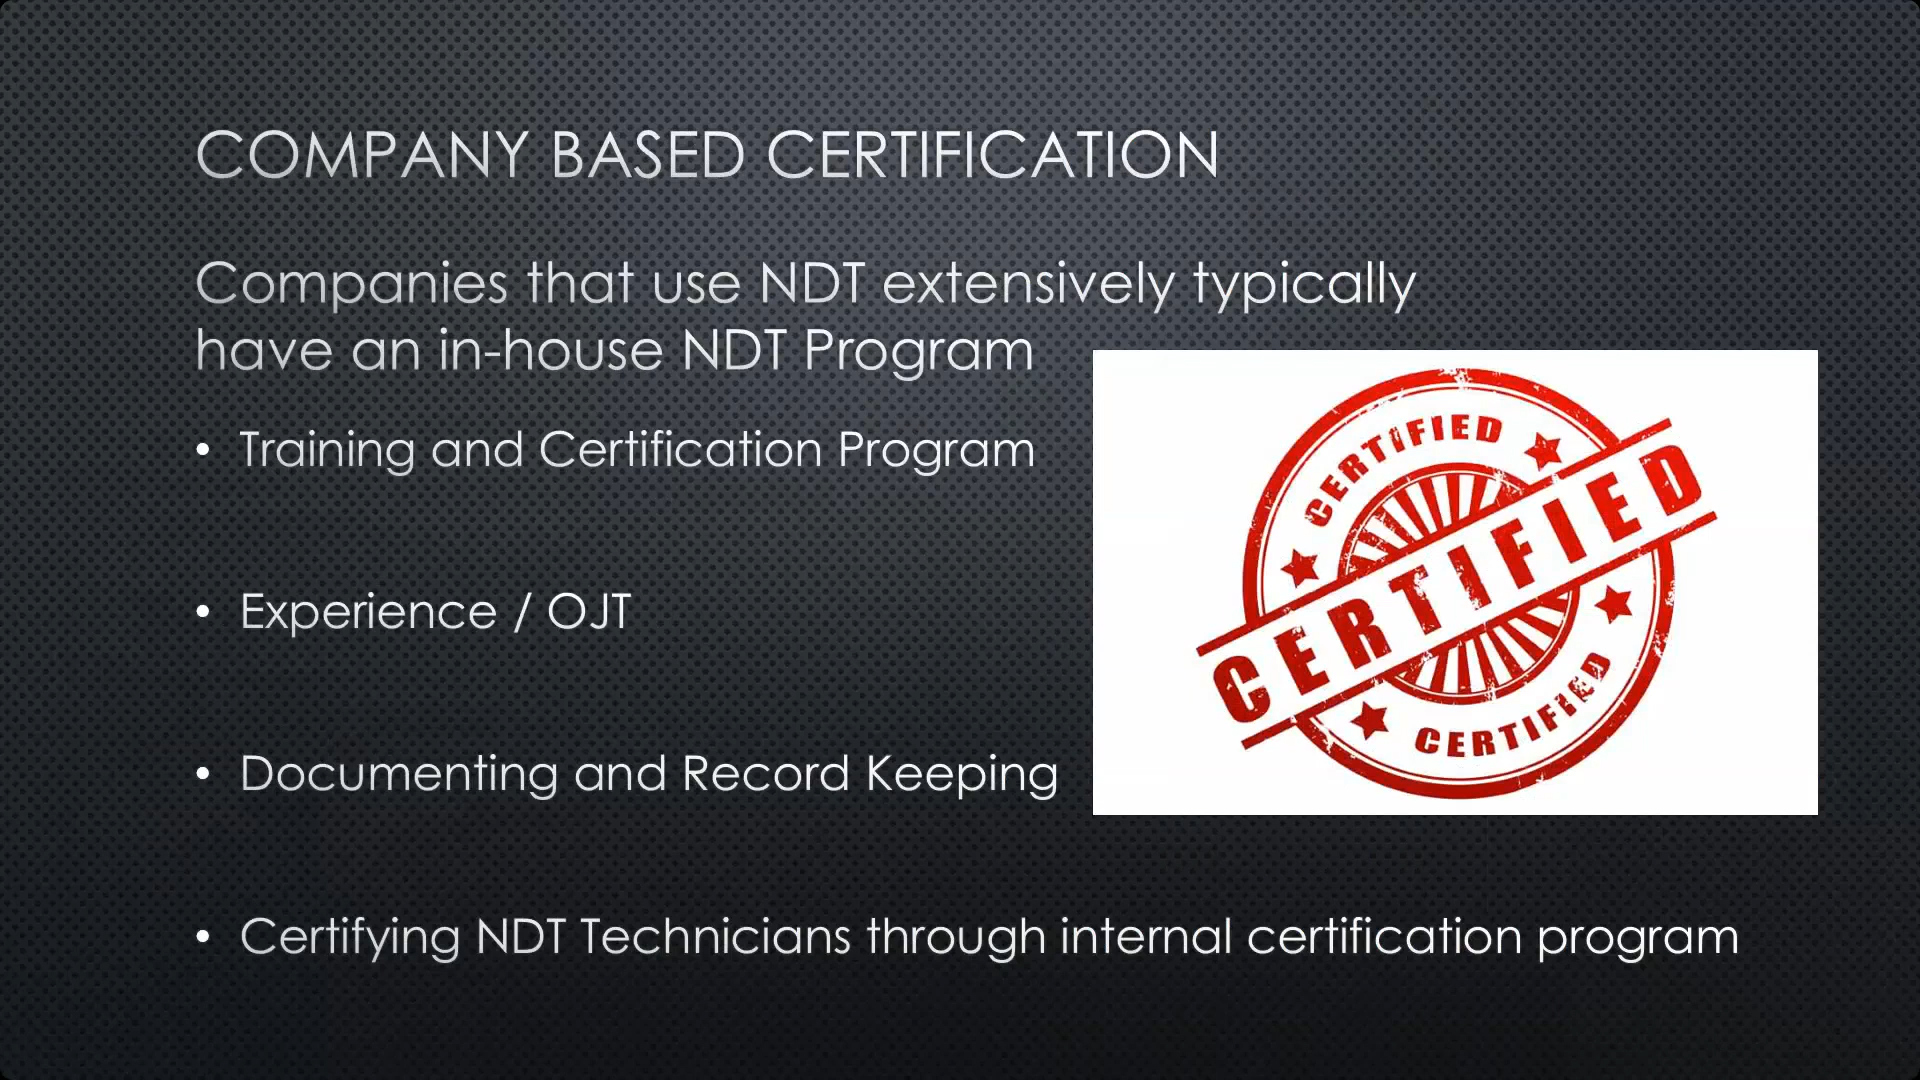 COMPANY BASED CERTIFICATION
Companies that use NDT extensively typically
have an in-house NDT Program
• Training and Certification Program
• Experience / OJT
• Documenting and Record Keeping
• Certifying NDT Technicians through internal certification program
CERTIFIED
CERTIFIED
CERTIFIED